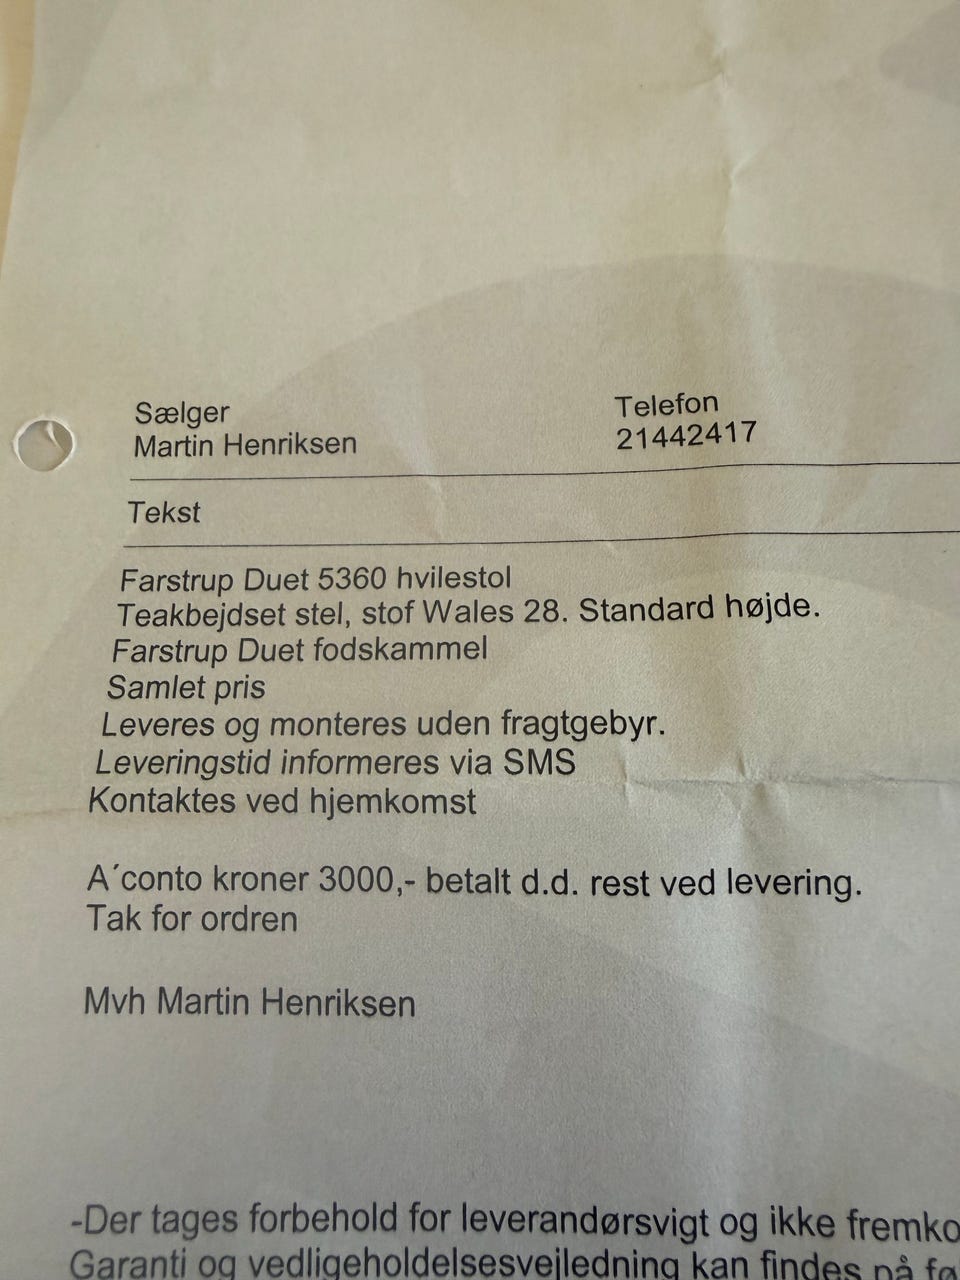 Sælger
Martin Henriksen
Telefon
21442417
Tekst
Farstrup Duet 5360 hvilestol
Teakbejdset stel, stof Wales 28. Standard højde.
Farstrup Duet fodskammel
Samlet pris
Leveres og monteres uden fragtgebyr.
Leveringstid informeres via SMS
Kontaktes ved hjemkomst
A´conto kroner 3000,- betalt d.d. rest ved levering.
Tak for ordren
Mvh Martin Henriksen
-Der tages forbehold for leverandørsvigt og ikke fremko
Garanti og vedligeholdelsesvejledning kan findes på fø